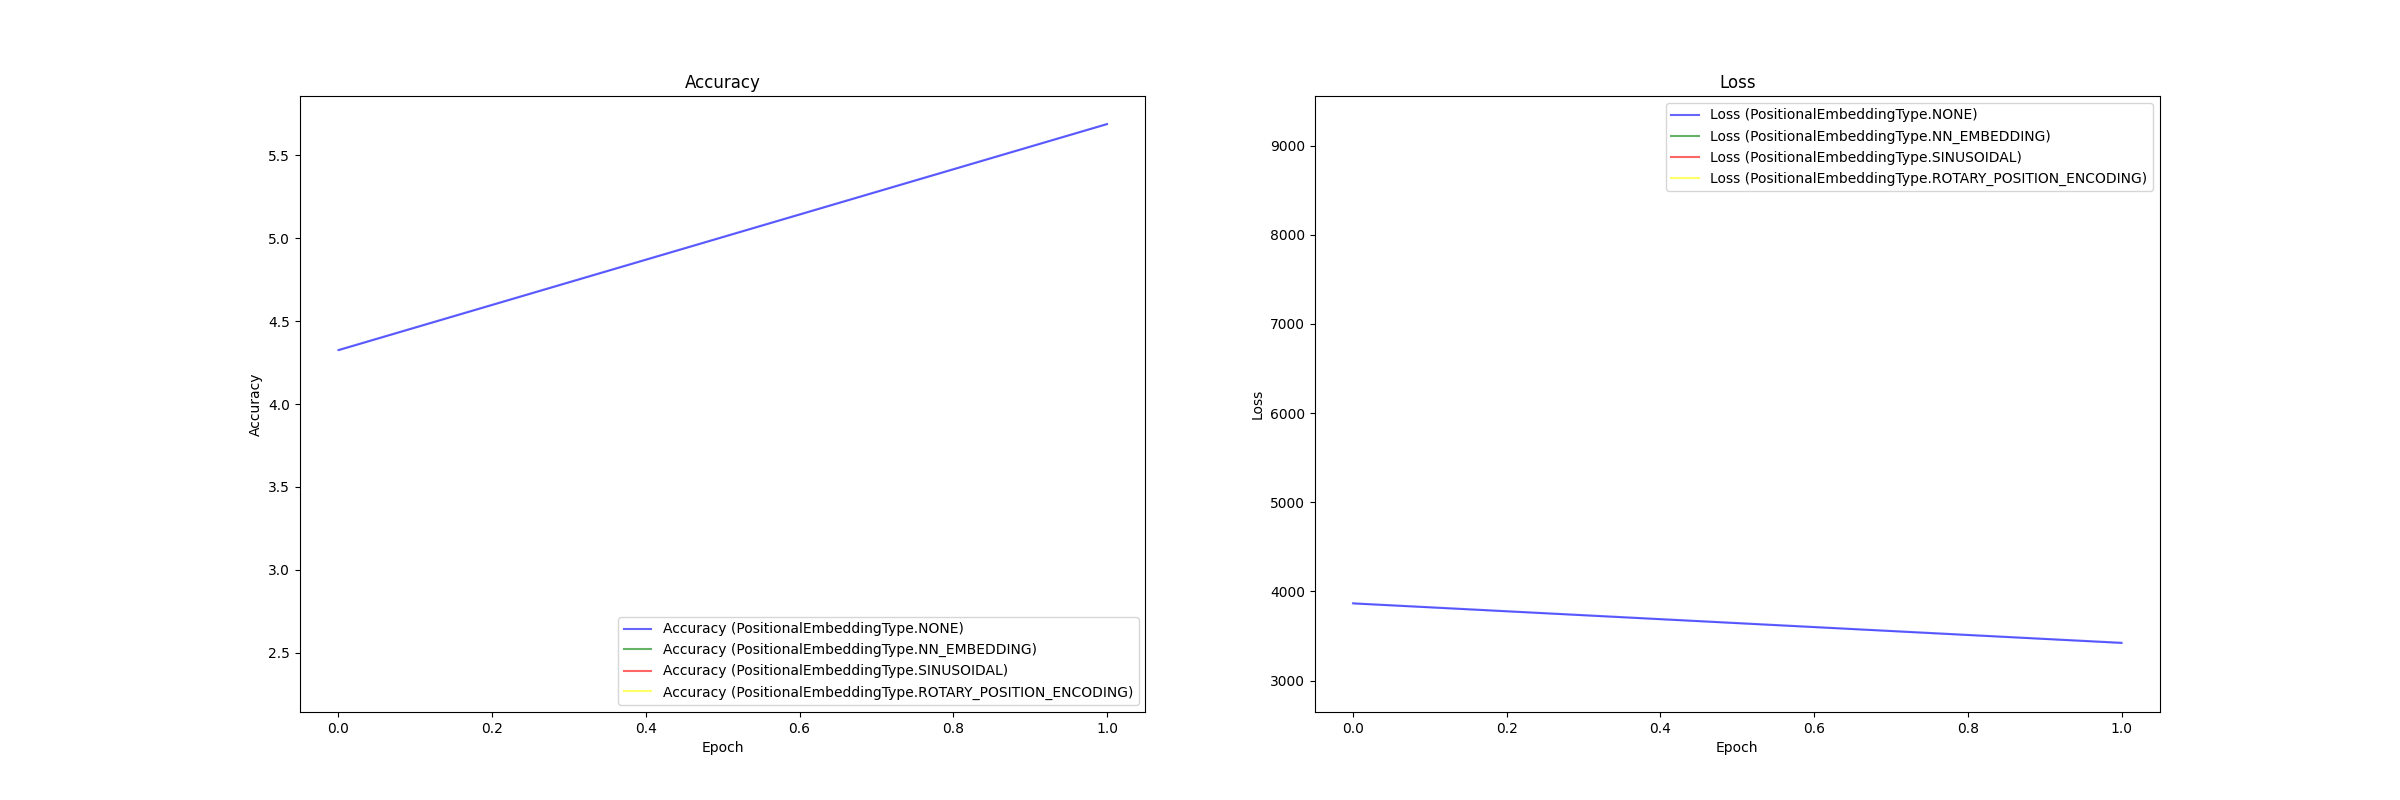 Accuracy
5.5
5.0
4.5
4.0
3.5
3.0
2.5
Accuracy
Accuracy (PositionalEmbeddingType.NONE)
Accuracy (PositionalEmbeddingType.NN_EMBEDDING)
Accuracy (PositionalEmbeddingType.SINUSOIDAL)
Accuracy (PositionalEmbeddingType.ROTARY_POSITION_ENCODING)
0.0 0.2 0.4 0.6 0.8 1.0
Epoch
Loss
Loss (PositionalEmbeddingType.NONE)
Loss (PositionalEmbeddingType.NN_EMBEDDING)
Loss (PositionalEmbeddingType.SINUSOIDAL)
Loss (PositionalEmbeddingType.ROTARY_POSITION_ENCODING)
9000
8000
7000
6000
5000
4000
3000
Loss
0.0 0.2 0.4 0.6 0.8 1.0
Epoch